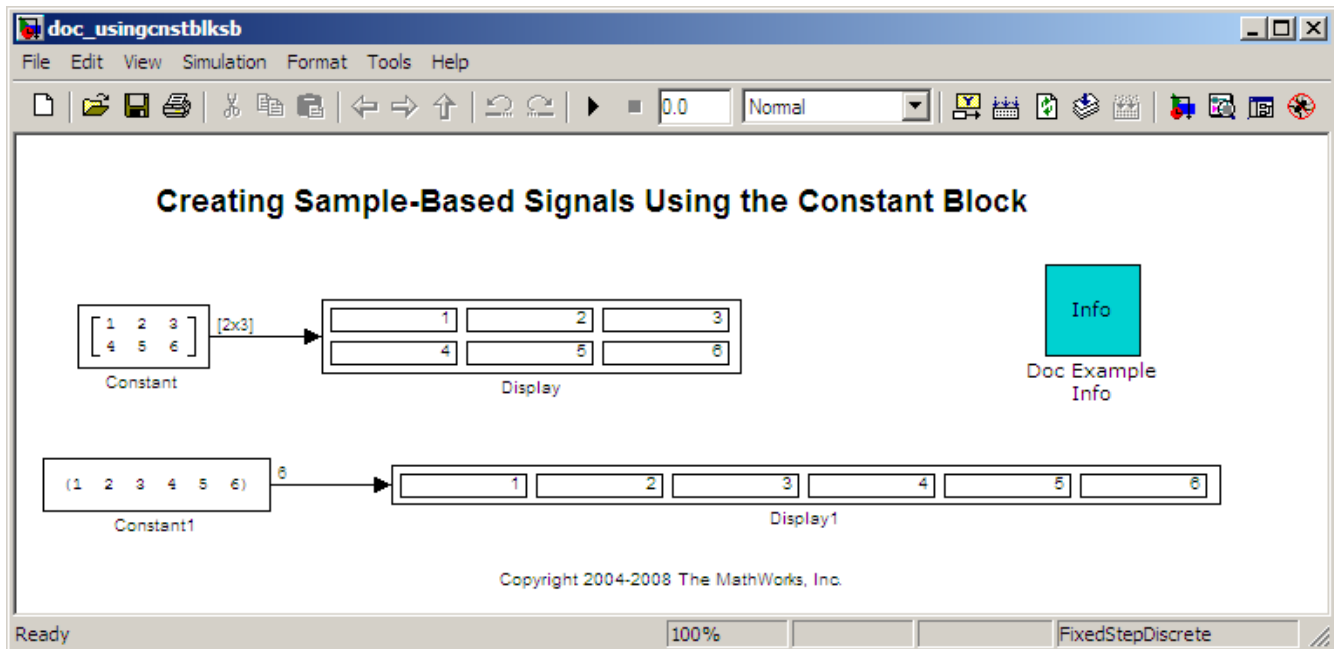 doc_usingcnstblksb
File Edit View Simulation Format Tools Help
0.0 Normal
Creating Sample-Based Signals Using the Constant Block
1 2 3
4 5 6
Constant
[2x3]
1 2 3
4 5 6
Display
Info
Doc Example
Info
(1 2 3 4 5 6)
Constant1
6
1 2 3 4 5 6
Display1
Copyright 2004-2008 The MathWorks, Inc.
Ready 100% FixedStepDiscrete